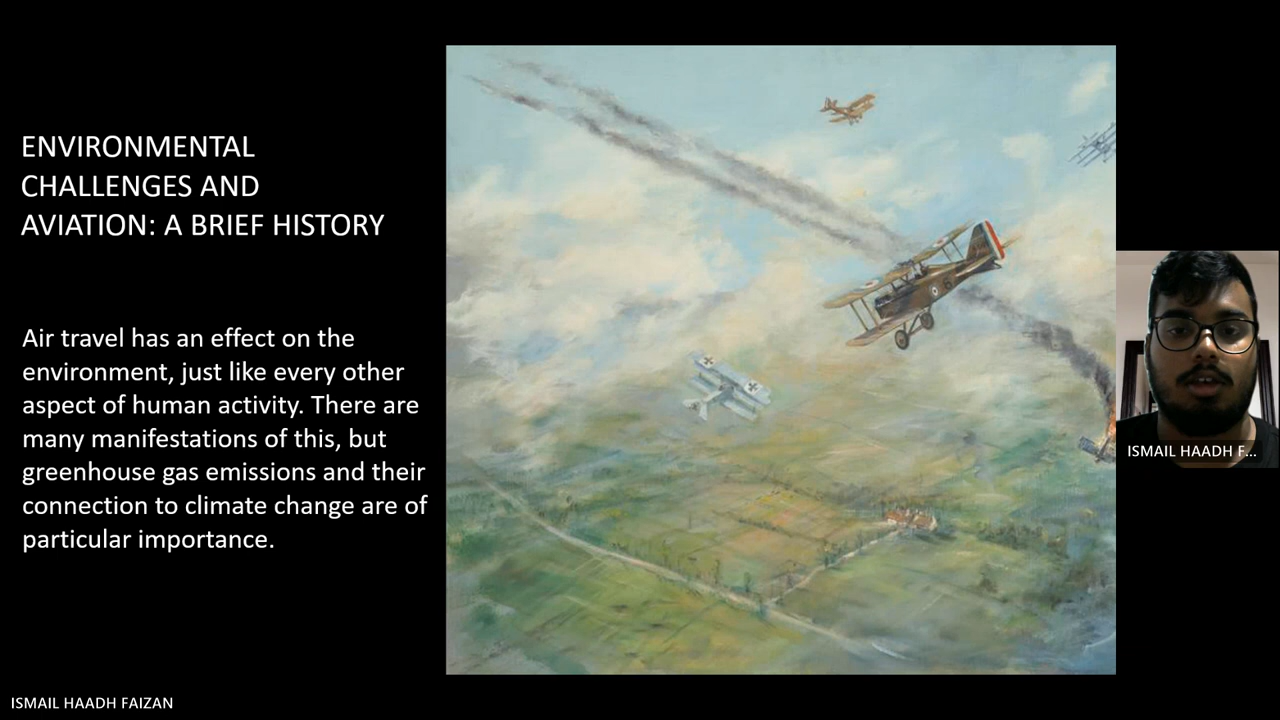 ENVIRONMENTAL
CHALLENGES AND
AVIATION: A BRIEF HISTORY
Air travel has an effect on the
environment, just like every other
aspect of human activity. There are
many manifestations of this, but
greenhouse gas emissions and their
connection to climate change are of
particular importance.
ISMAIL HAADH F...
ISMAIL HAADH FAIZAN